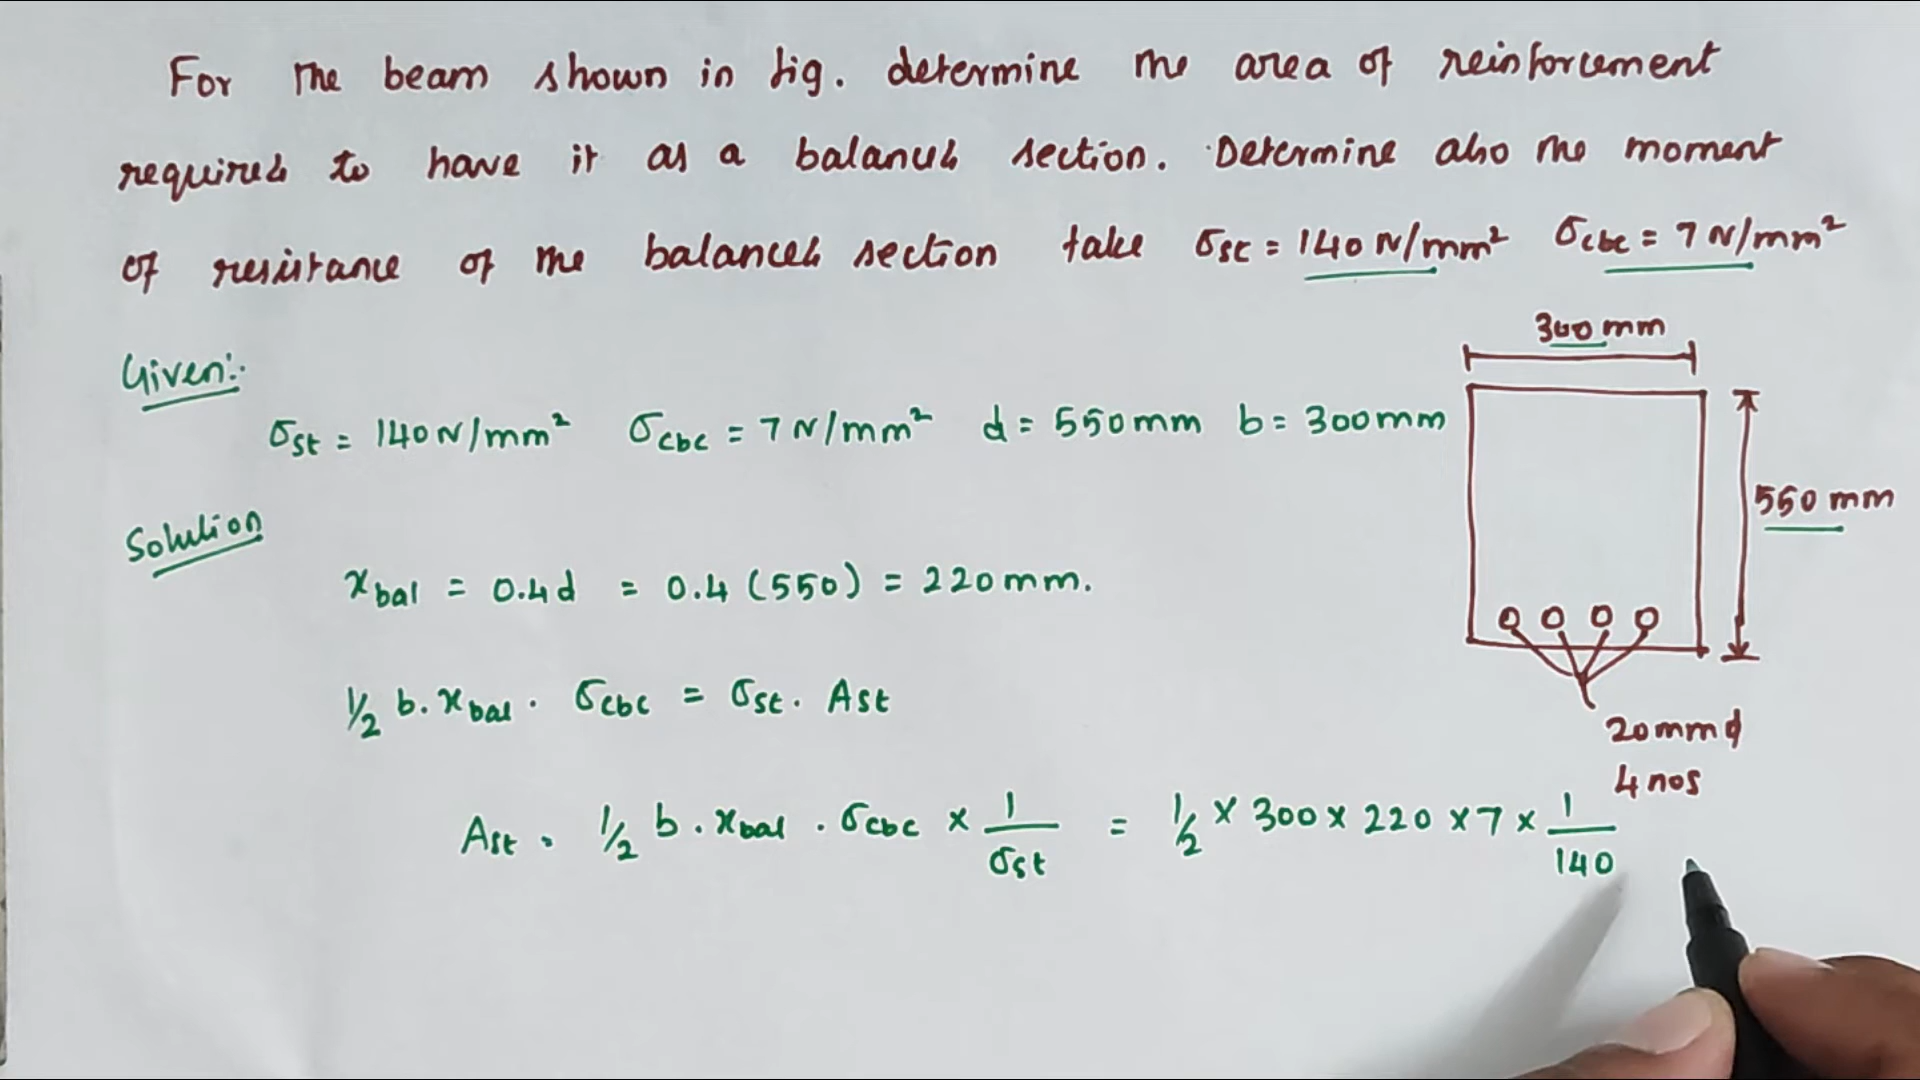 For the beam shown in fig. determine the area of reinforcement
required to have it as a balanced section. Determine also the moment
of resistance of the balanced section take σst = 140 N/mm² σcbc = 7 N/mm²
300 mm
Given:-
σst = 140 N/mm² σcbc = 7 N/mm² d = 550mm b = 300mm
550 mm
Solution
xbal = 0.4d = 0.4 (550) = 220mm.
1/2 b. xbal . σcbc = σst. Ast
20mm ϕ
4 nos
Ast = 1/2 b . xbal . σcbc × 1/σst = 1/2 × 300 × 220 × 7 × 1/140